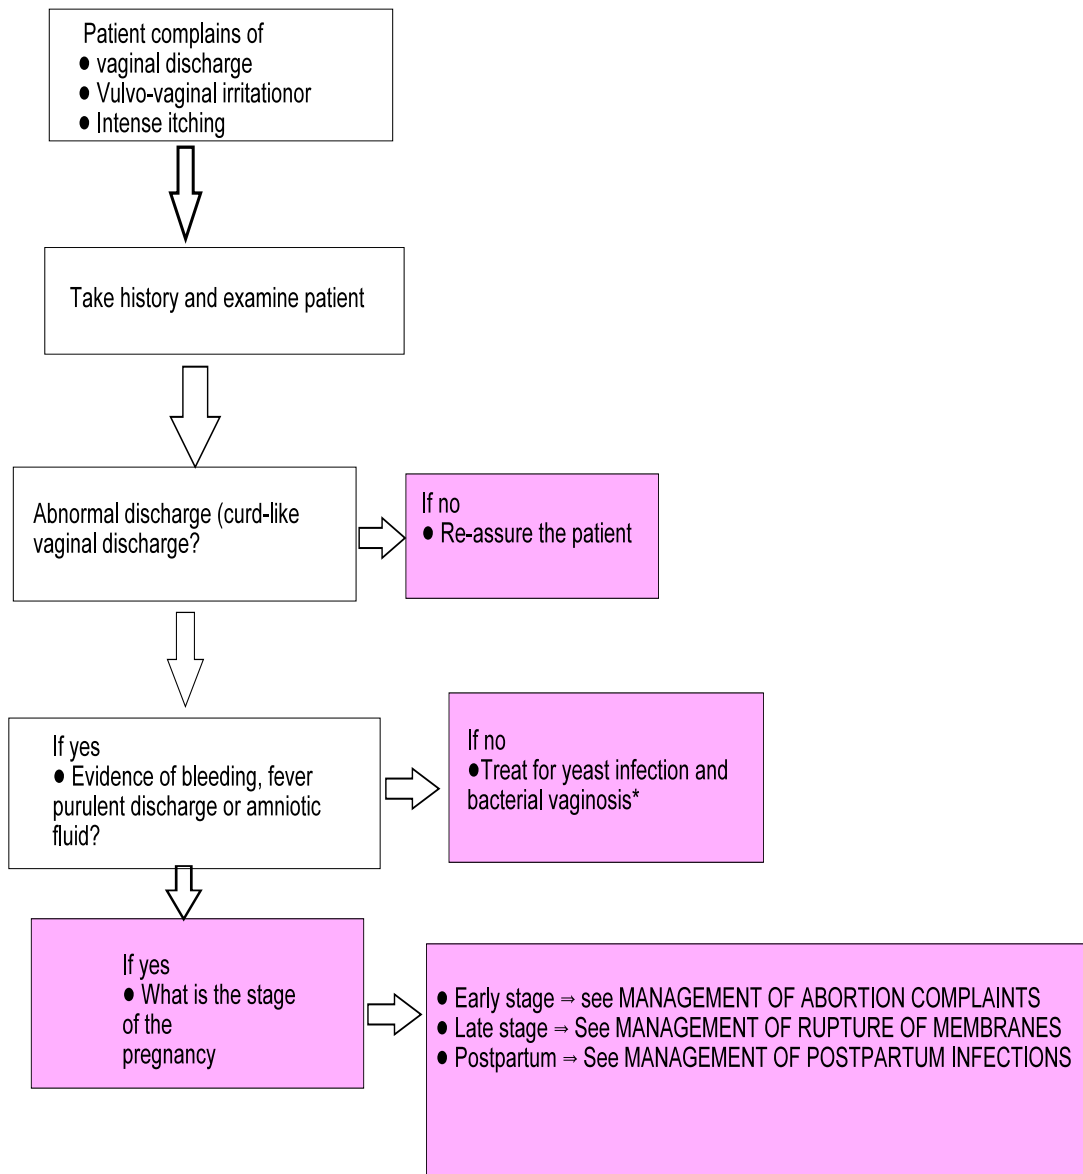 Patient complains of
● vaginal discharge
● Vulvo-vaginal irritationor
● Intense itching
Take history and examine patient
Abnormal discharge (curd-like
vaginal discharge?
If no
● Re-assure the patient
If yes
● Evidence of bleeding, fever
purulent discharge or amniotic
fluid?
If no
●Treat for yeast infection and
bacterial vaginosis*
If yes
● What is the stage
of the
pregnancy
● Early stage ⇒ see MANAGEMENT OF ABORTION COMPLAINTS
● Late stage ⇒ See MANAGEMENT OF RUPTURE OF MEMBRANES
● Postpartum ⇒ See MANAGEMENT OF POSTPARTUM INFECTIONS